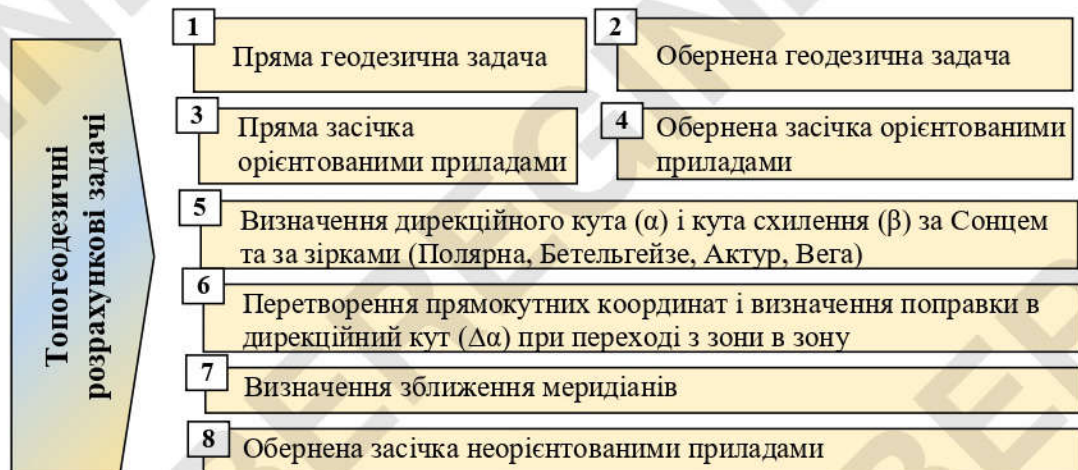 Топогеодезичні
розрахункові задачі
1
Пряма геодезична задача
2
Обернена геодезична задача
3
Пряма засічка
орієнтованими приладами
4
Обернена засічка орієнтованими
приладами
5
Визначення дирекційного кута (α) і кута схилення (β) за Сонцем
та за зірками (Полярна, Бетельгейзе, Актур, Вега)
6
Перетворення прямокутних координат і визначення поправки в
дирекційний кут (Δα) при переході з зони в зону
7
Визначення зближення меридіанів
8
Обернена засічка неорієнтованими приладами